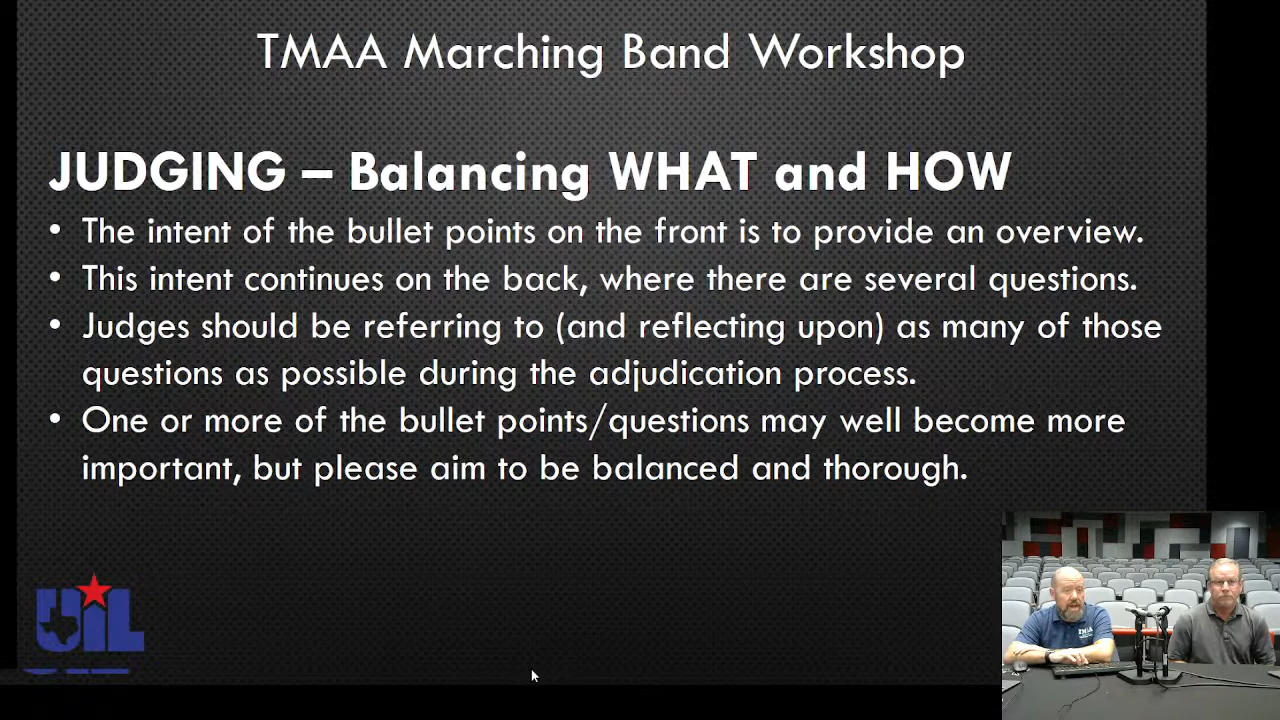 TMAA Marching Band Workshop
JUDGING – Balancing WHAT and HOW
• The intent of the bullet points on the front is to provide an overview.
• This intent continues on the back, where there are several questions.
• Judges should be referring to (and reflecting upon) as many of those
questions as possible during the adjudication process.
• One or more of the bullet points/questions may well become more
important, but please aim to be balanced and thorough.
UIL
TMAA